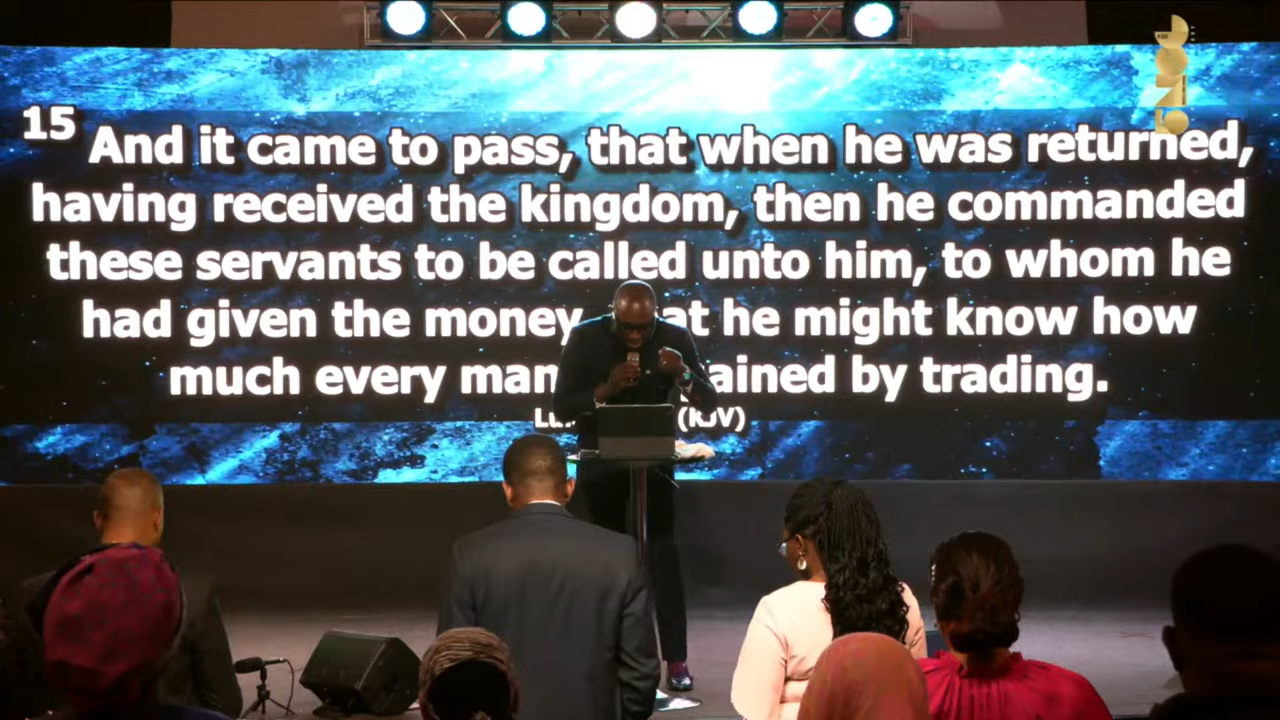 15 And it came to pass, that when he was returned,
having received the kingdom, then he commanded
these servants to be called unto him, to whom he
had given the money he might know how
much every man by trading.
(KJV)